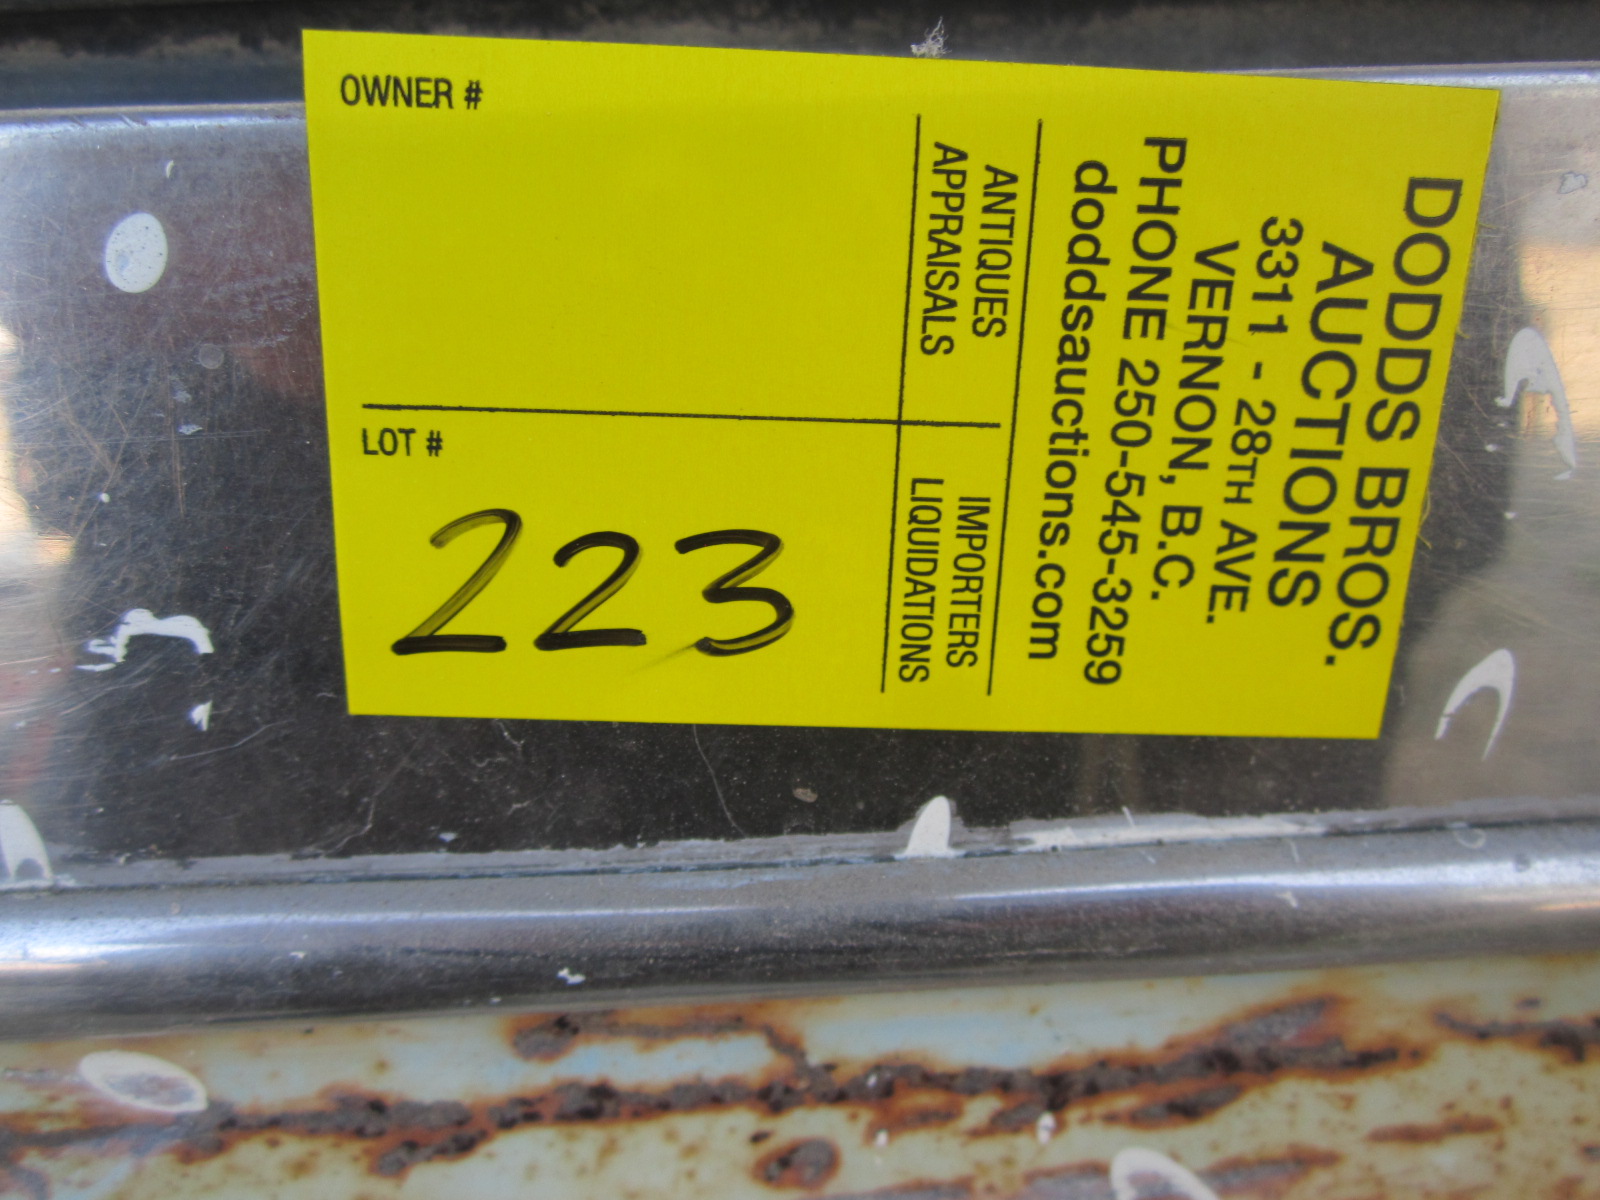 DODDS BROS.
AUCTIONS
3311 - 28TH AVE.
VERNON, B.C.
PHONE 250-545-3259
doddsauctions.com
ANTIQUES IMPORTERS
APPRAISALS LIQUIDATIONS
OWNER #
LOT #
223